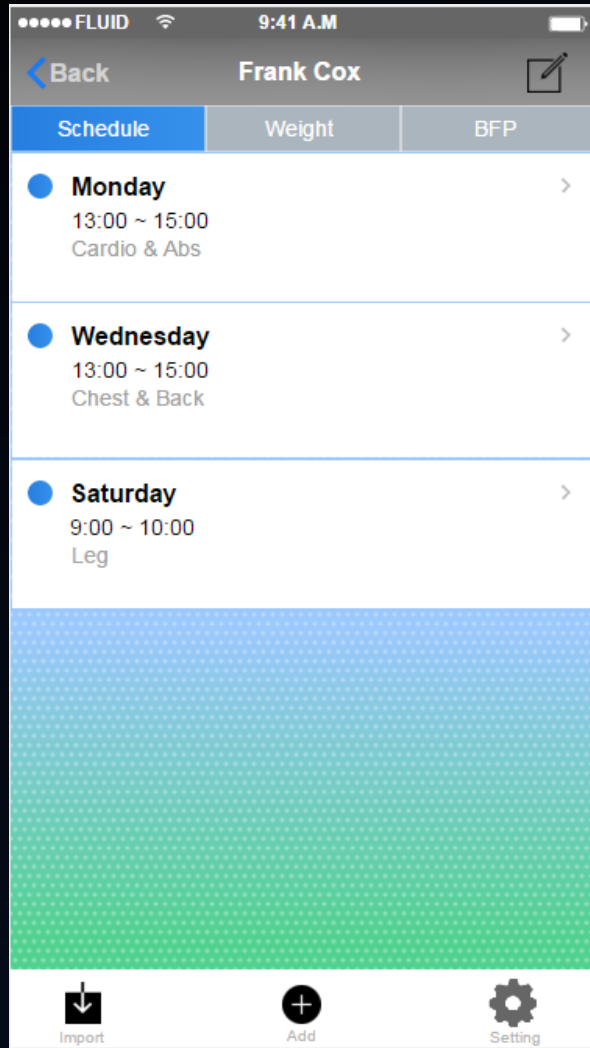 FLUID 9:41 A.M
Back Frank Cox
Schedule Weight BFP
Monday
13:00 ~ 15:00
Cardio & Abs
Wednesday
13:00 ~ 15:00
Chest & Back
Saturday
9:00 ~ 10:00
Leg
Import Add Setting